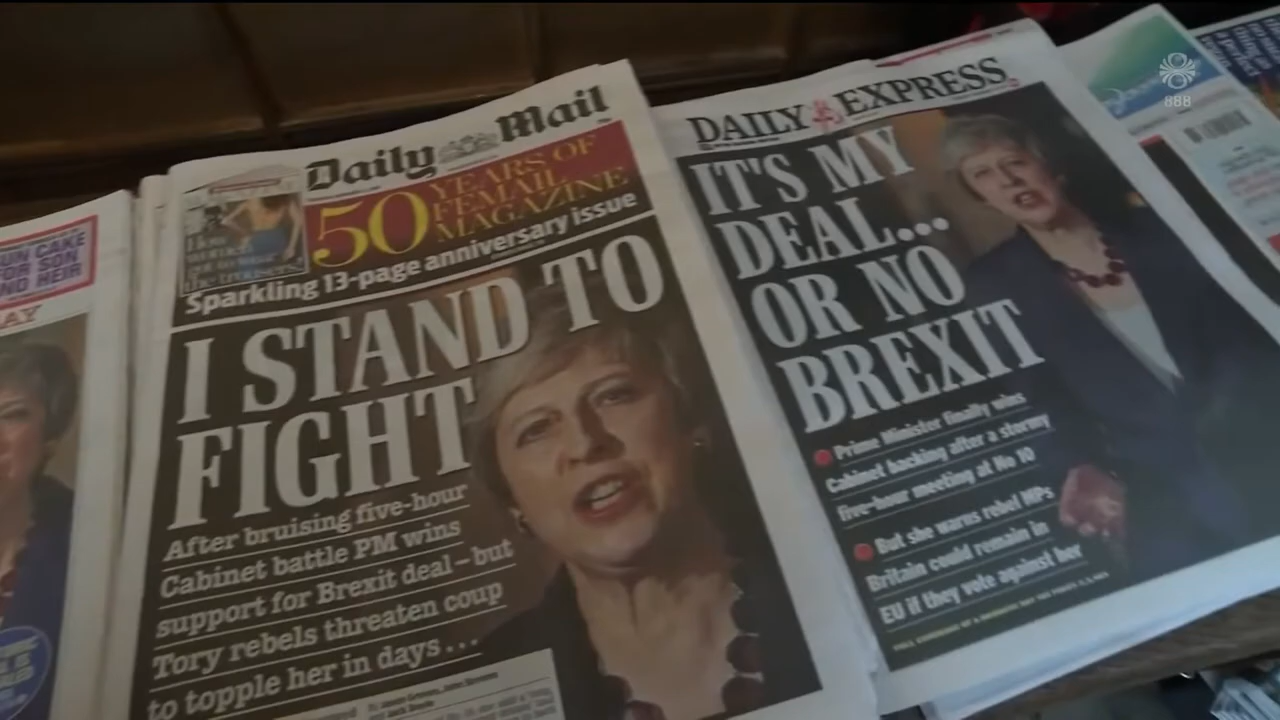 UN CAKE
FOR SON
ND HEIR
AY
Daily Mail
50 YEARS OF
FEMAIL
MAGAZINE
Sparkling 13-page anniversary issue
I STAND TO
FIGHT
After bruising five-hour
Cabinet battle PM wins
support for Brexit deal – but
Tory rebels threaten coup
to topple her in days...
DAILY EXPRESS
IT'S MY
DEAL...
OR NO
BREXIT
Prime Minister finally wins
Cabinet backing after a stormy
five-hour meeting at No 10
But she warns rebel MPs
Britain could remain in
EU if they vote against her
888